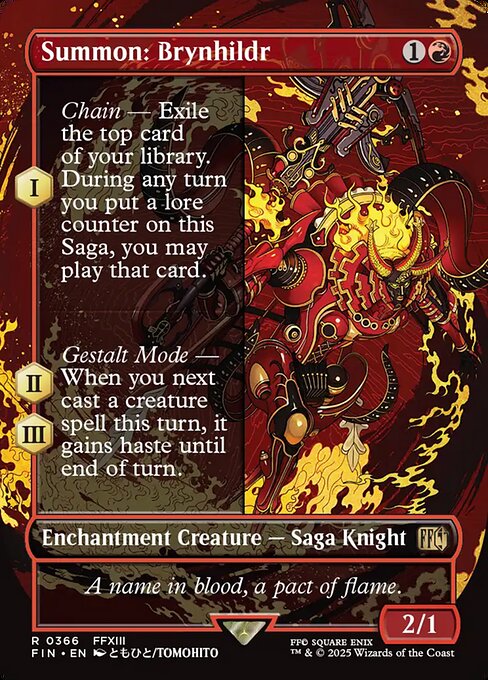 Summon: Brynhildr 1
I
Chain — Exile
the top card
of your library.
During any turn
you put a lore
counter on this
Saga, you may
play that card.
II
III
Gestalt Mode —
When you next
cast a creature
spell this turn, it
gains haste until
end of turn.
Enchantment Creature — Saga Knight
A name in blood, a pact of flame.
2/1
R 0366 FFXIII
FIN • EN ともひと/TOMOHITO
FF© SQUARE ENIX
™ & © 2025 Wizards of the Coast